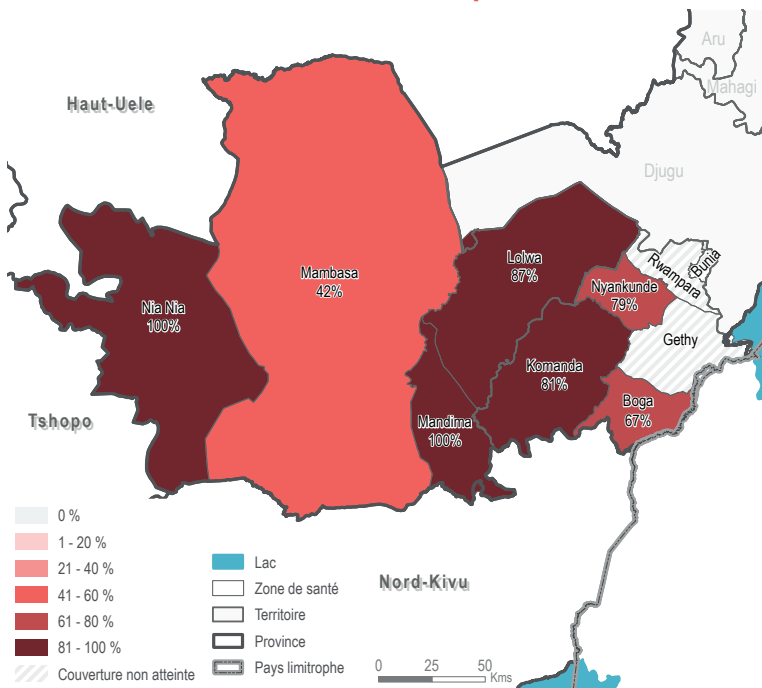 Aru
Mahagi
Haut-Uele
Djugu
Lolwa
87%
Rwampara
Bunia
Mambasa
42%
Nyankunde
79%
Nia Nia
100%
Gethy
Komanda
81%
Boga
67%
Mandima
100%
Tshopo
0 %
1 - 20 %
21 - 40 %
41 - 60 %
61 - 80 %
81 - 100 %
Couverture non atteinte
Lac
Zone de santé
Territoire
Province
Pays limitrophe
Nord-Kivu
0 25 50
Kms